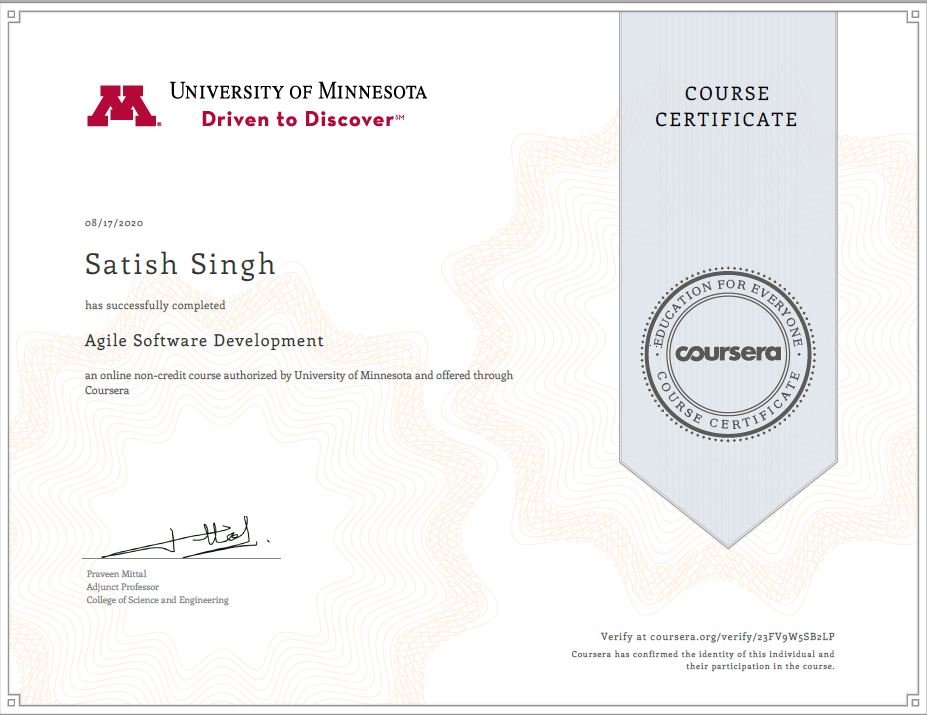 UNIVERSITY OF MINNESOTA
Driven to Discover℠
COURSE
CERTIFICATE
08/17/2020
Satish Singh
has successfully completed
Agile Software Development
an online non-credit course authorized by University of Minnesota and offered through
Coursera
EDUCATION FOR EVERYONE
coursera
COURSE CERTIFICATE
Praveen Mittal
Adjunct Professor
College of Science and Engineering
Verify at coursera.org/verify/23FV9W5SB2LP
Coursera has confirmed the identity of this individual and
their participation in the course.